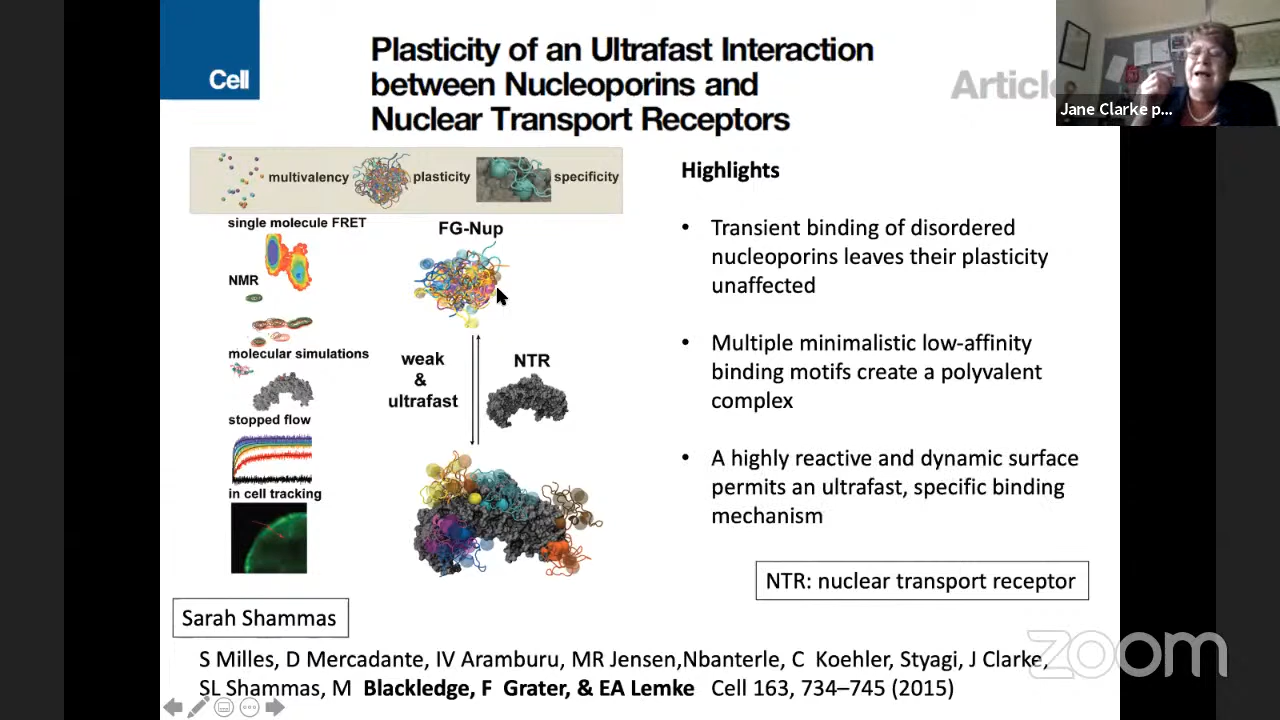 Cell
Plasticity of an Ultrafast Interaction
between Nucleoporins and
Nuclear Transport Receptors
Article
Jane Clarke p...
multivalency
plasticity
specificity
single molecule FRET
NMR
molecular simulations
stopped flow
in cell tracking
FG-Nup
weak
&
ultrafast
NTR
Highlights
• Transient binding of disordered
nucleoporins leaves their plasticity
unaffected
• Multiple minimalistic low-affinity
binding motifs create a polyvalent
complex
• A highly reactive and dynamic surface
permits an ultrafast, specific binding
mechanism
NTR: nuclear transport receptor
Sarah Shammas
S Milles, D Mercadante, IV Aramburu, MR Jensen,Nbanterle, C Koehler, Styagi, J Clarke,
SL Shammas, M Blackledge, F Grater, & EA Lemke Cell 163, 734–745 (2015)
zoom